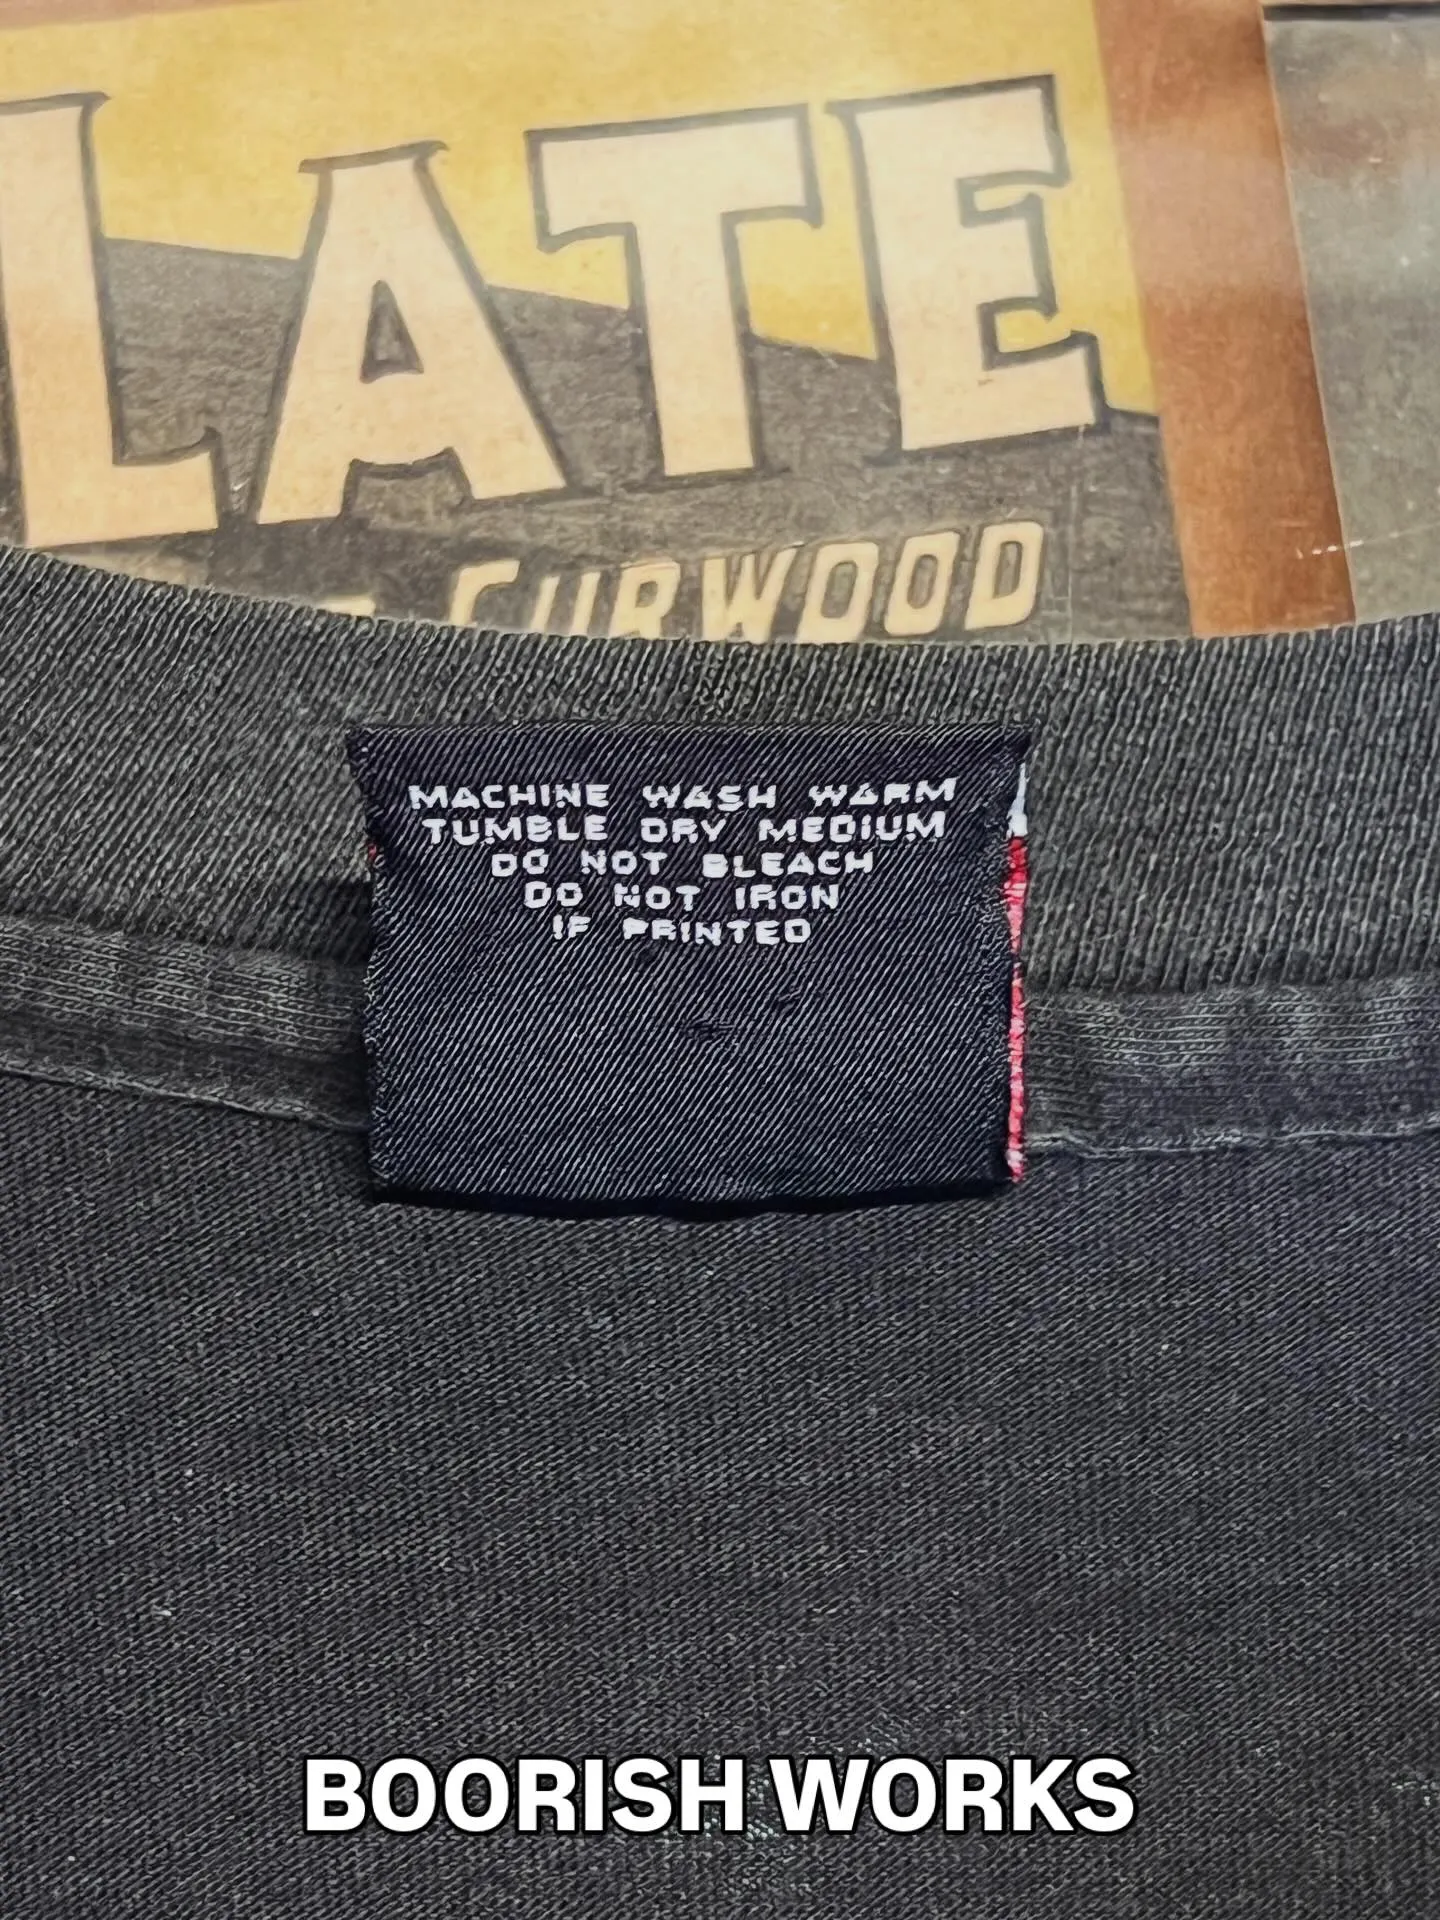 LATE
CURWOOD
MACHINE WASH WARM
TUMBLE DRY MEDIUM
DO NOT BLEACH
DO NOT IRON
IF PRINTED
BOORISH WORKS